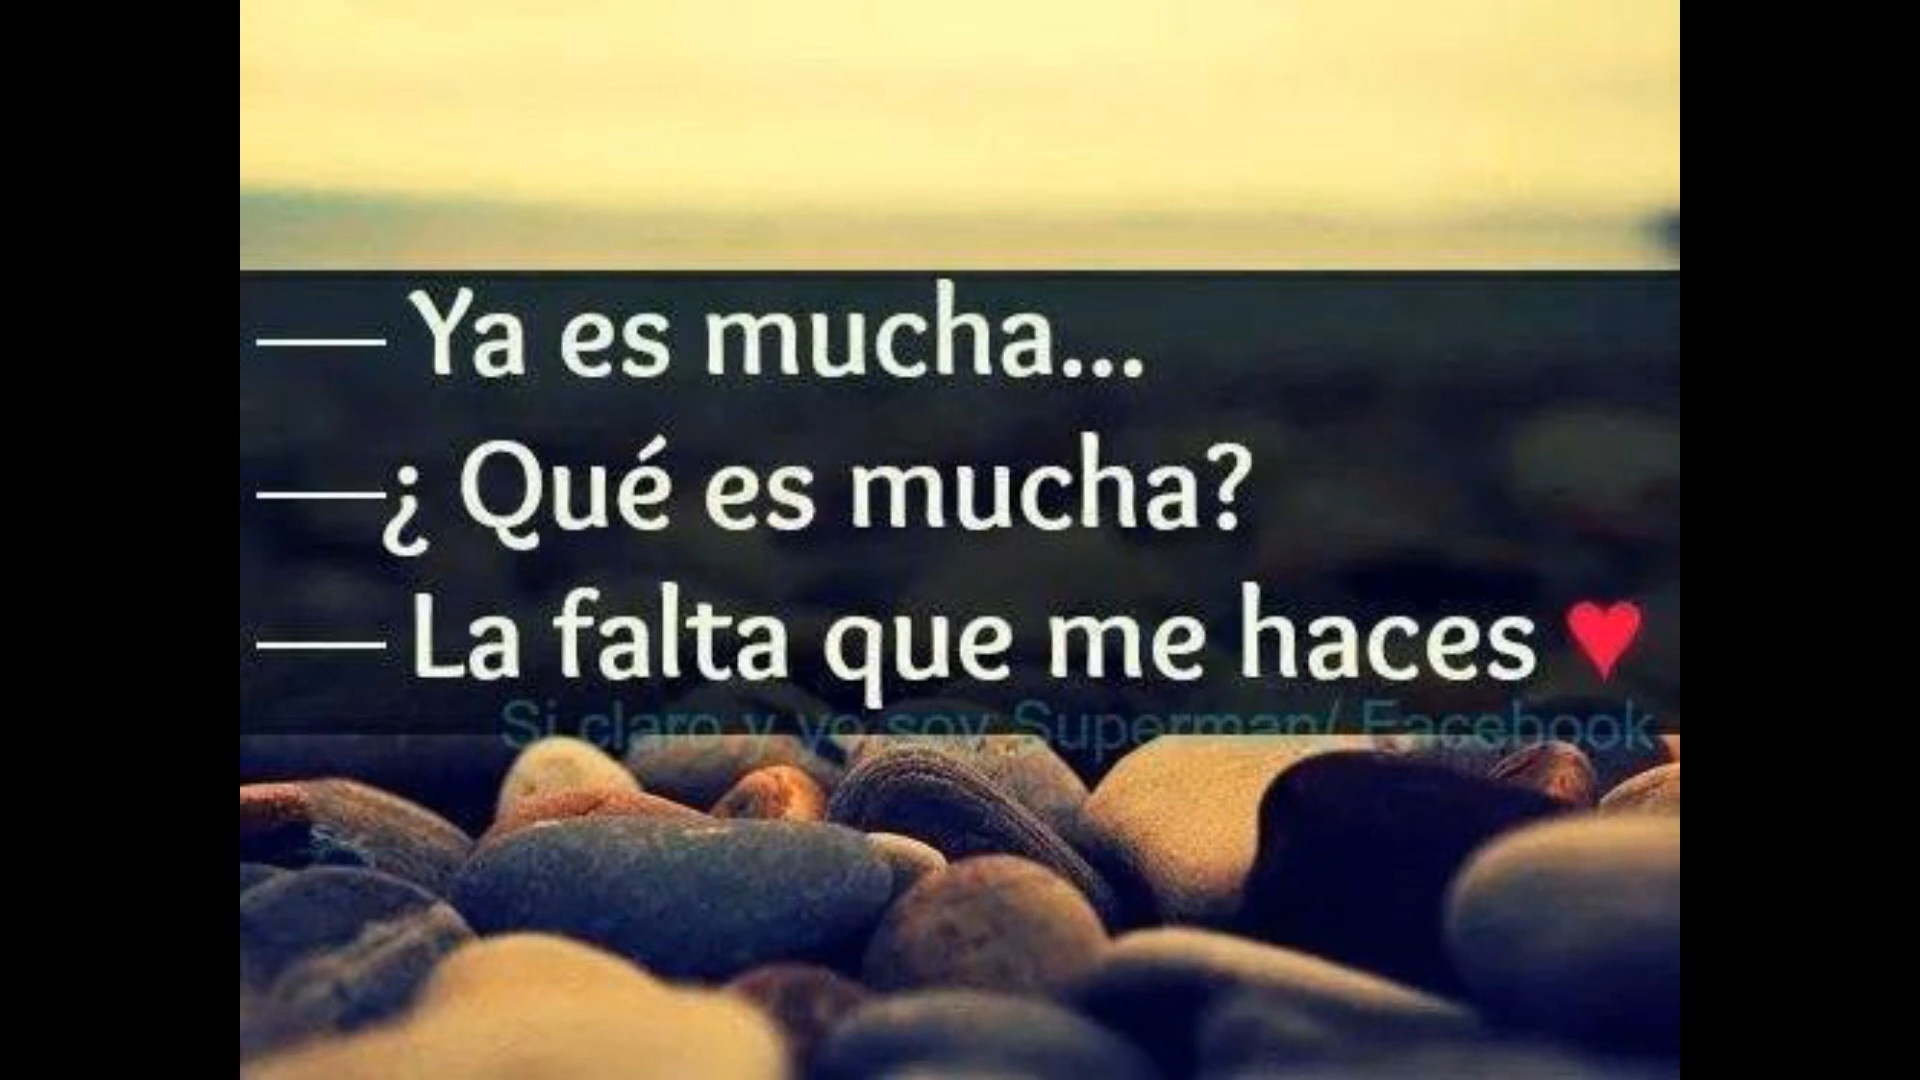 — Ya es mucha...
—¿ Qué es mucha?
— La falta que me haces ♥
Si claro y yo soy Superman/ Facebook